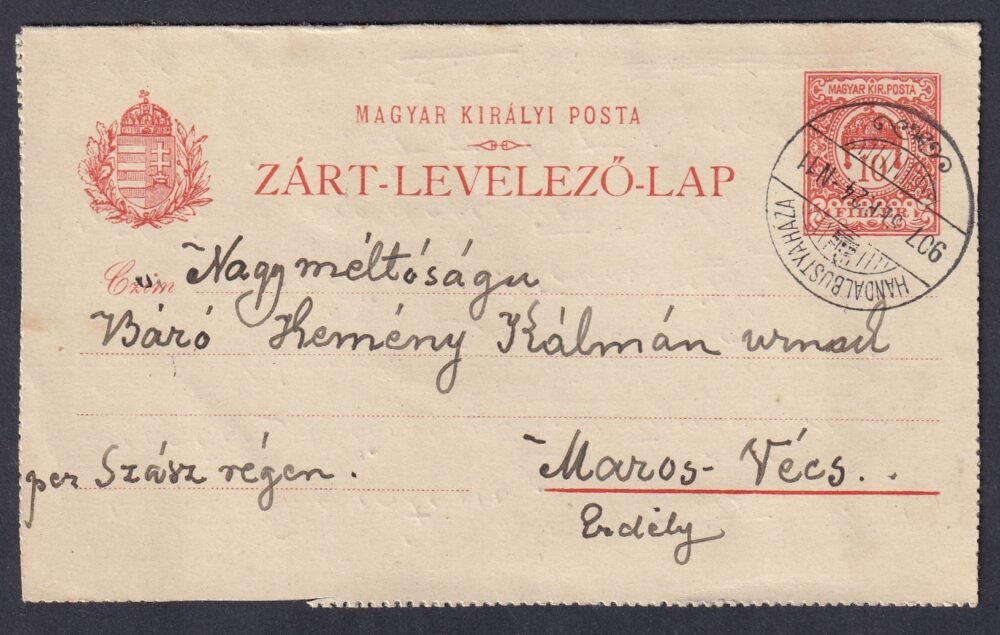 MAGYAR KIRÁLYI POSTA
ZÁRT-LEVELEZŐ-LAP
MAGYAR KIR. POSTA
10
FILLÉR
907
HANDALBUSTYAHÁZA
Czim
Nagyméltóságu
Báró Kemény Kálmán urnak
per Szász régen.
Maros-Vécs.
Erdély